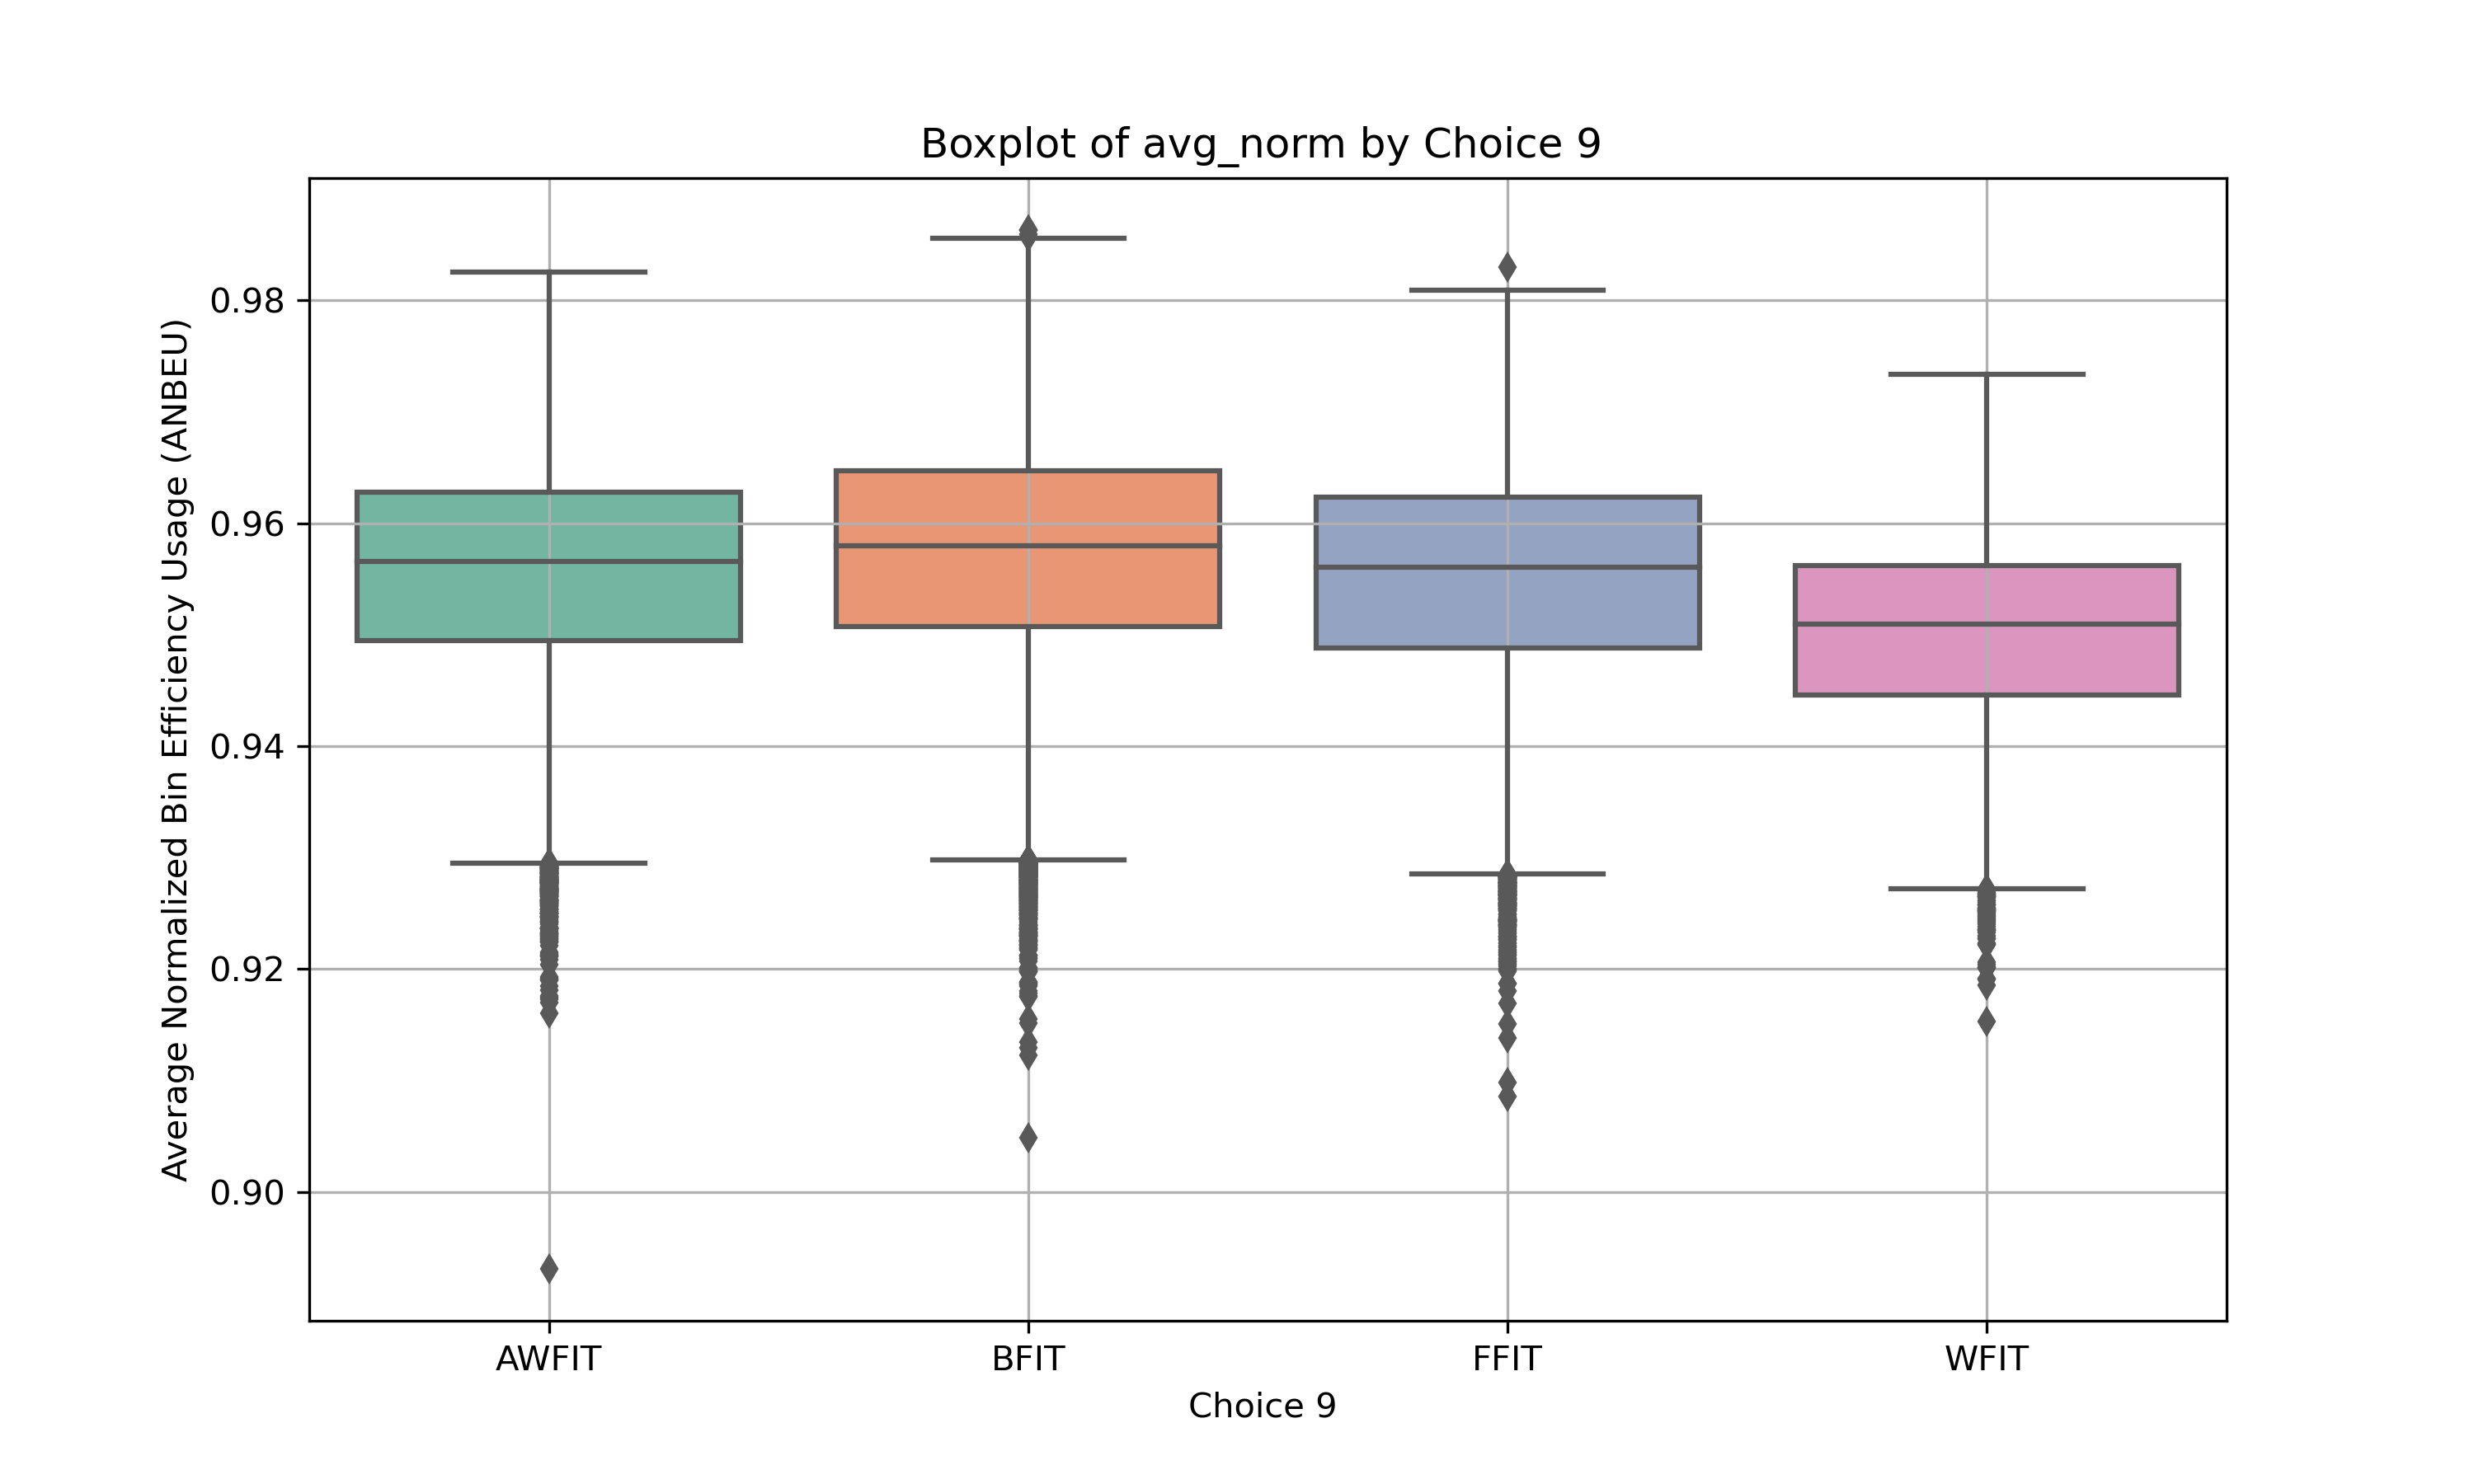 Boxplot of avg_norm by Choice 9
Average Normalized Bin Efficiency Usage (ANBEU)
0.98
0.96
0.94
0.92
0.90
AWFIT BFIT FFIT WFIT
Choice 9